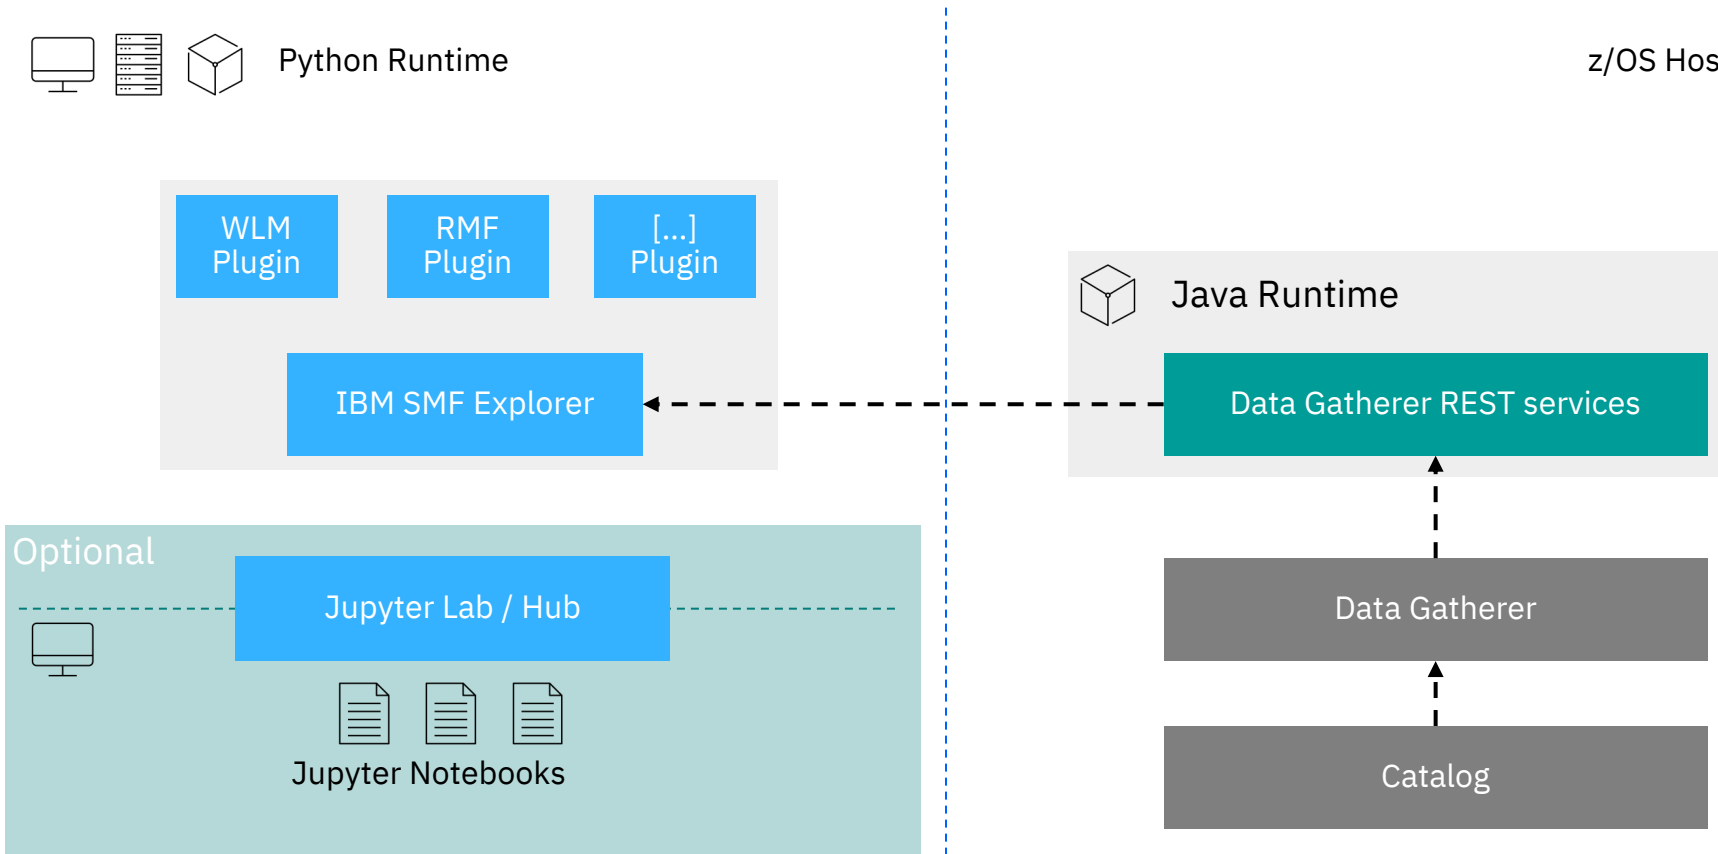 Python Runtime
z/OS Hos
WLM
Plugin
RMF
Plugin
[...]
Plugin
Java Runtime
IBM SMF Explorer
Data Gatherer REST services
Optional
Jupyter Lab / Hub
Data Gatherer
Jupyter Notebooks
Catalog